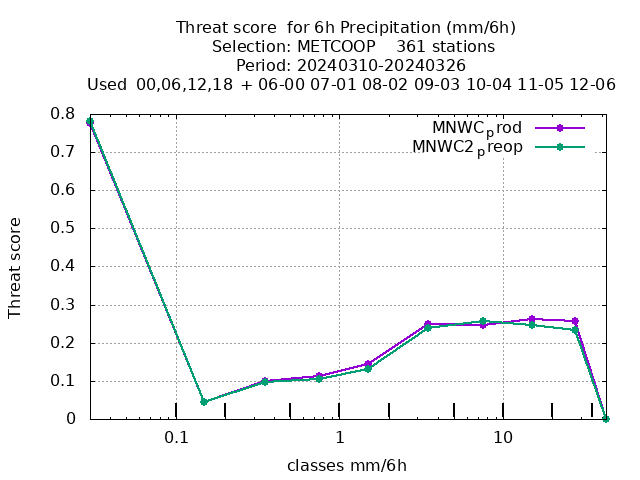 Threat score  for 6h Precipitation (mm/6h)
Selection: METCOOP    361 stations
Period: 20240310-20240326
Used  00,06,12,18  + 06-00 07-01 08-02 09-03 10-04 11-05 12-06
MNWCprod
MNWC2preop
0.8
0.7
0.6
0.5
0.4
0.3
0.2
0.1
0
Threat score
0.1 1 10
classes mm/6h